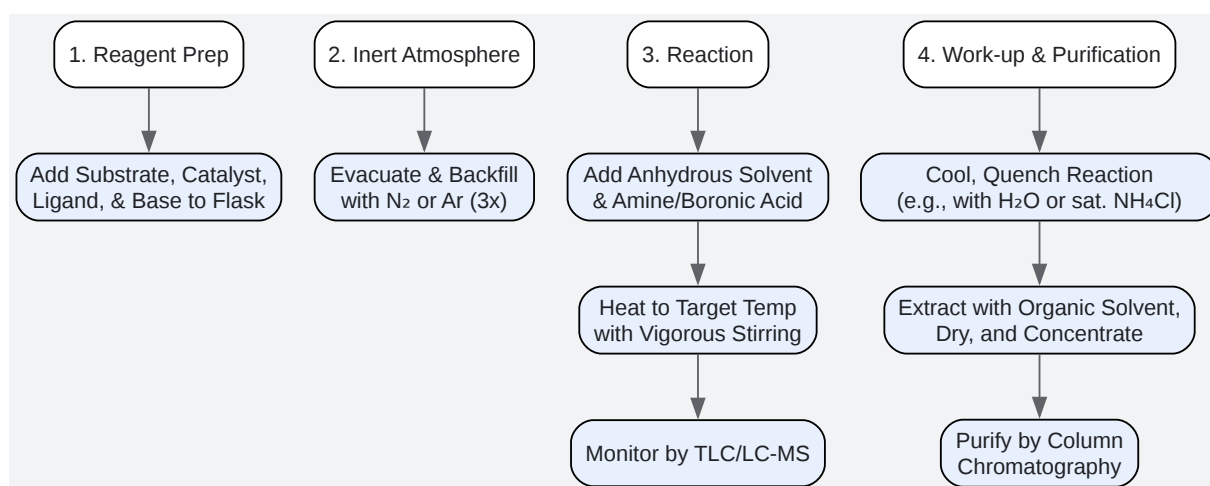 1. Reagent Prep
Add Substrate, Catalyst,
Ligand, & Base to Flask
2. Inert Atmosphere
Evacuate & Backfill
with N₂ or Ar (3x)
3. Reaction
Add Anhydrous Solvent
& Amine/Boronic Acid
Heat to Target Temp
with Vigorous Stirring
Monitor by TLC/LC-MS
4. Work-up & Purification
Cool, Quench Reaction
(e.g., with H₂O or sat. NH₄Cl)
Extract with Organic Solvent,
Dry, and Concentrate
Purify by Column
Chromatography